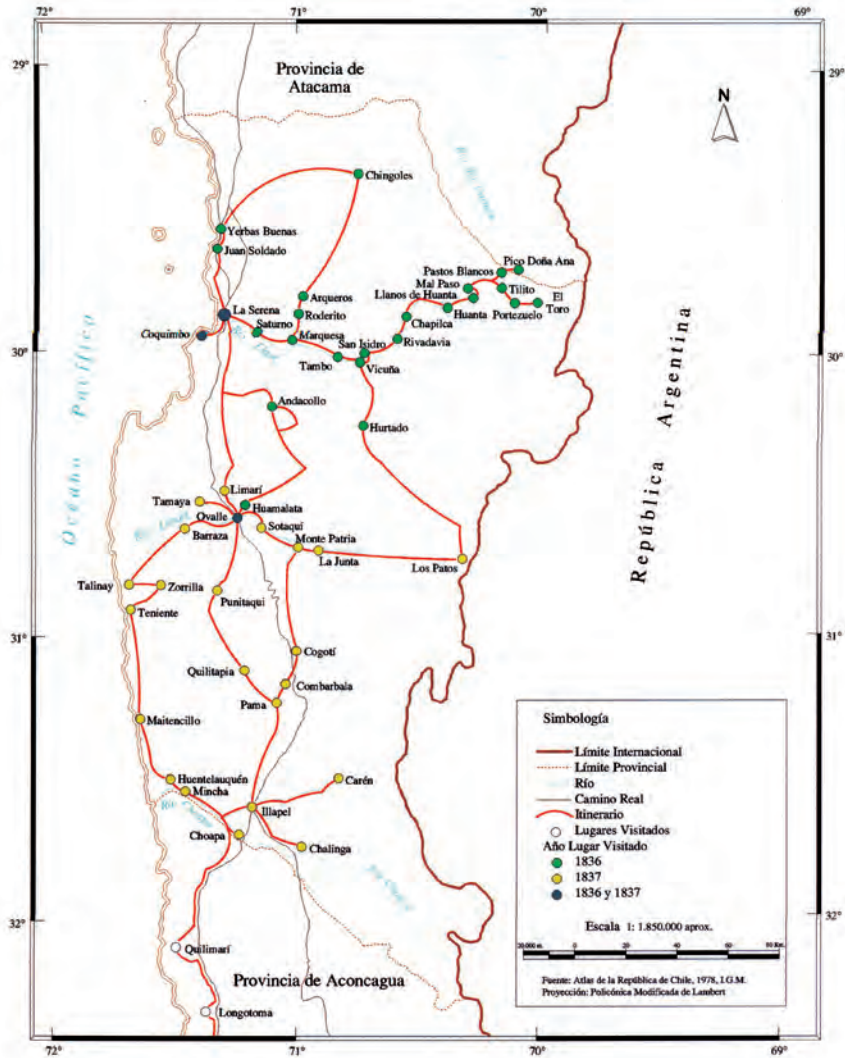 72°
71°
70°
69°
29°
29°
Provincia de
Atacama
N
Chingoles
Yerbas Buenas
Juan Soldado
Pico Doña Ana
Pastos Blancos
Mal Paso
Tilito
Llanos de Huanta
El
Toro
Arqueros
La Serena
Roderito
Huanta
Portezuelo
Chapilca
Saturno
Coquimbo
Marquesa
San Isidro
Rivadavia
30°
30°
Tambo
Vicuña
Océano Pacífico
República Argentina
Andacollo
Hurtado
Limarí
Tamaya
Huamalata
Ovalle
Sotaquí
Barraza
Monte Patria
La Junta
Los Patos
Talinay
Zorrilla
Punitaqui
Teniente
31°
31°
Cogotí
Quilitapia
Combarbala
Pama
Maitencillo
Huentelauquén
Carén
Mincha
Río Choapa
Illapel
Choapa
Chalinga
32°
32°
Quilimarí
Provincia de Aconcagua
Longotoma
Simbología
Límite Internacional
Límite Provincial
Río
Camino Real
Itinerario
Lugares Visitados
Año Lugar Visitado
1836
1837
1836 y 1837
Escala 1: 1.850.000 aprox.
0
20
40
60
Fuente: Atlas de la República de Chile, 1978, I.G.M.
Proyección: Policónica Modificada de Lambert
72°
71°
70°
69°